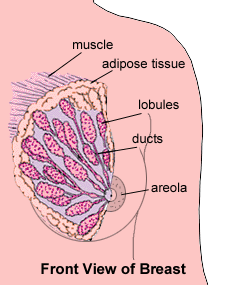 muscle
adipose tissue
lobules
ducts
areola
Front View of Breast